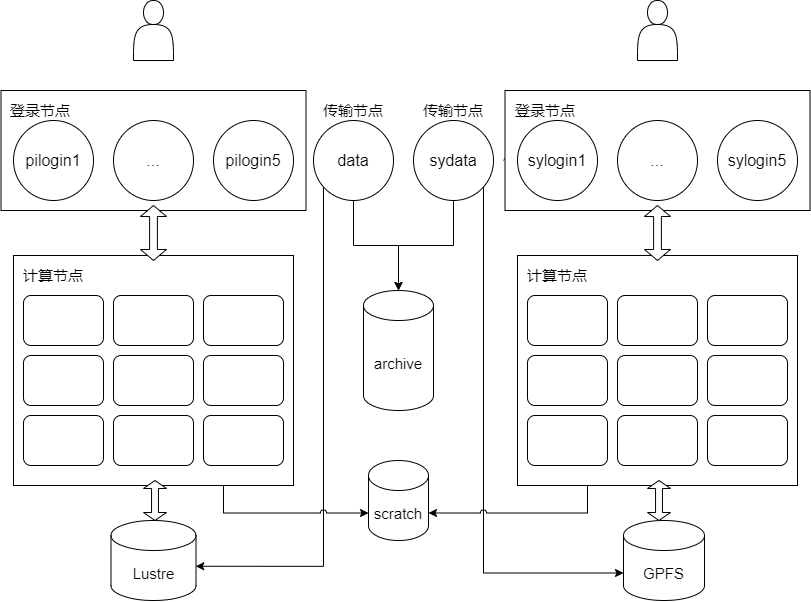 登录节点
pilogin1
...
pilogin5
传输节点
data
传输节点
sydata
登录节点
sylogin1
...
sylogin5
计算节点
计算节点
archive
scratch
Lustre
GPFS